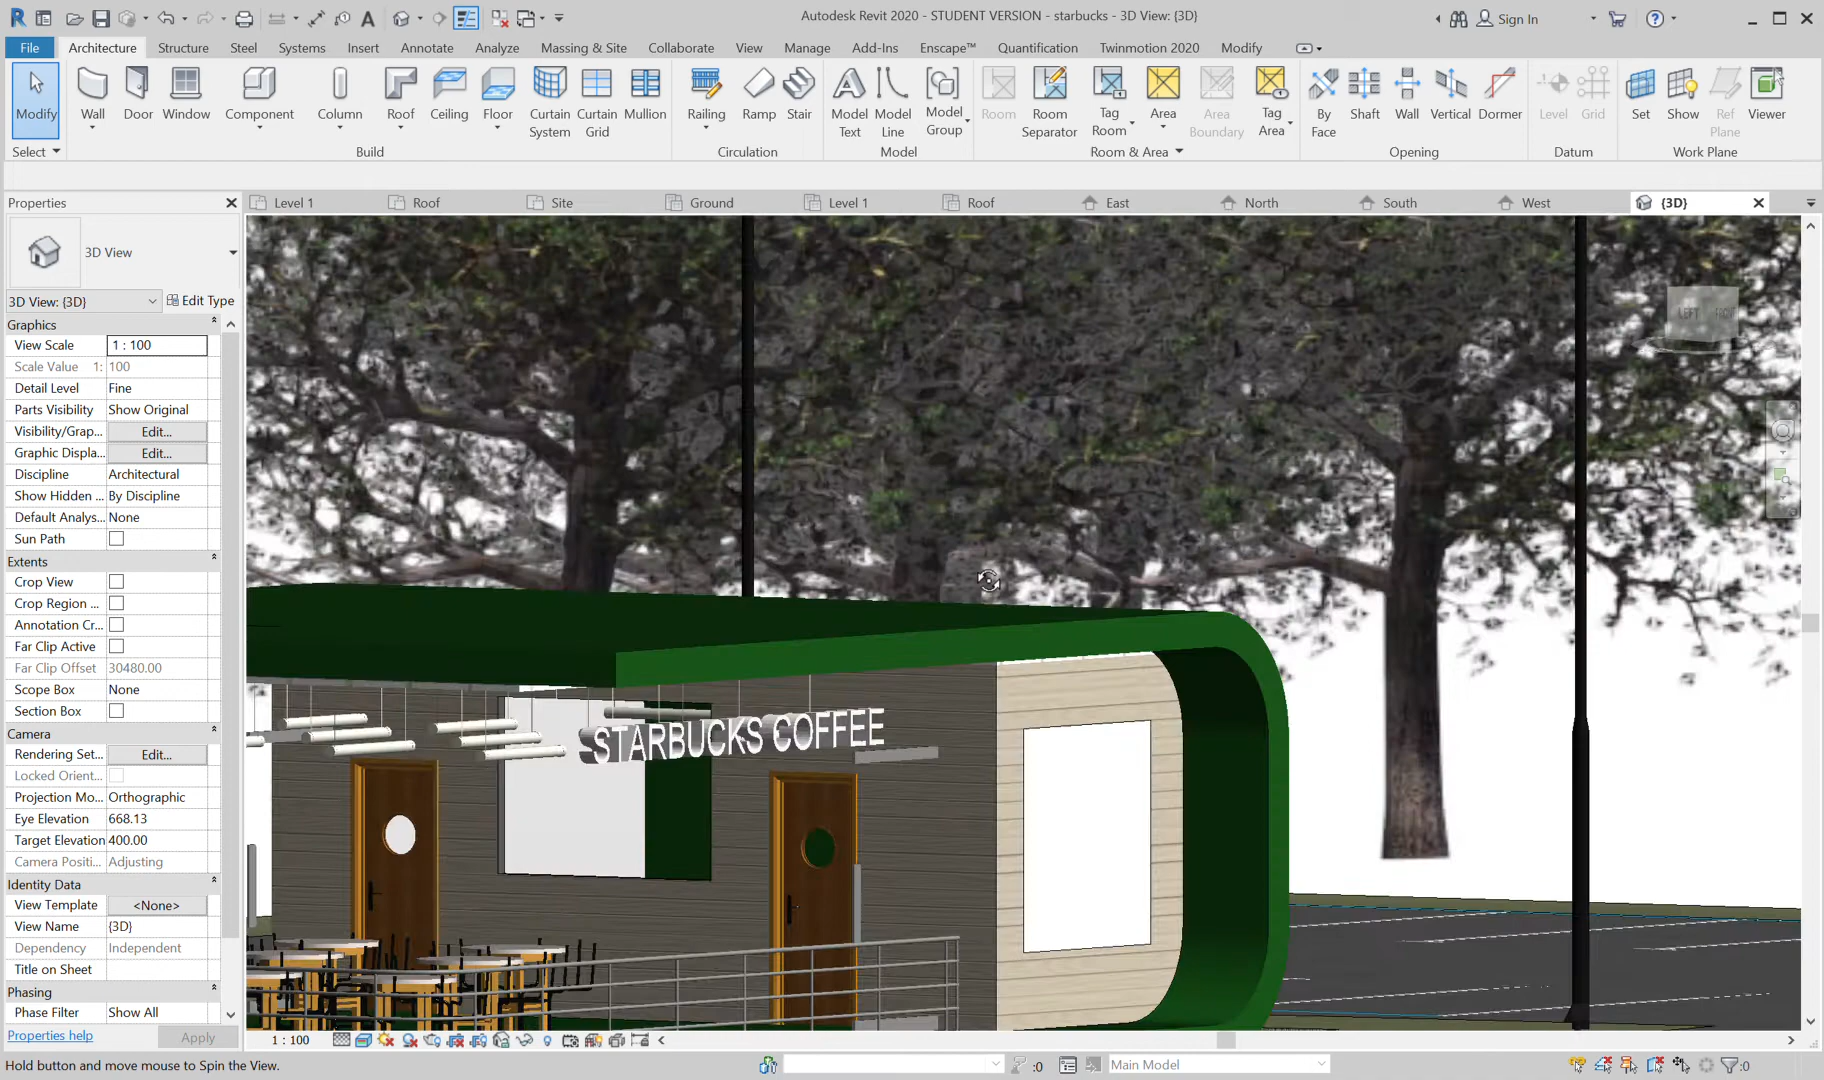 Autodesk Revit 2020 - STUDENT VERSION - starbucks - 3D View: {3D}
Sign In
File Architecture Structure Steel Systems Insert Annotate Analyze Massing & Site Collaborate View Manage Add-Ins Enscape™ Quantification Twinmotion 2020 Modify
Modify
Wall
Door
Window
Component
Column
Roof
Ceiling
Floor
Curtain System
Curtain Grid
Mullion
Railing
Ramp
Stair
Model Text
Model Line
Model Group
Room
Room Separator
Tag Room
Area
Area Boundary
Tag Area
By Face
Shaft
Wall
Vertical
Dormer
Level
Grid
Set
Show
Ref Plane
Viewer
Select
Build
Circulation
Model
Room & Area
Opening
Datum
Work Plane
Properties
Level 1
Roof
Site
Ground
Level 1
Roof
East
North
South
West
{3D}
3D View
3D View: {3D}
Edit Type
Graphics
View Scale 1 : 100
Scale Value 1: 100
Detail Level Fine
Parts Visibility Show Original
Visibility/Grap... Edit...
Graphic Displa... Edit...
Discipline Architectural
Show Hidden ... By Discipline
Default Analys... None
Sun Path
Extents
Crop View
Crop Region ...
Annotation Cr...
Far Clip Active
Far Clip Offset 30480.00
Scope Box None
Section Box
Camera
Rendering Set... Edit...
Locked Orient...
Projection Mo... Orthographic
Eye Elevation 668.13
Target Elevation 400.00
Camera Positi... Adjusting
Identity Data
View Template <None>
View Name {3D}
Dependency Independent
Title on Sheet
Phasing
Phase Filter Show All
Properties help
Apply
LEFT
FRONT
STARBUCKS COFFEE
1 : 100
Hold button and move mouse to Spin the View.
:0
Main Model
:0